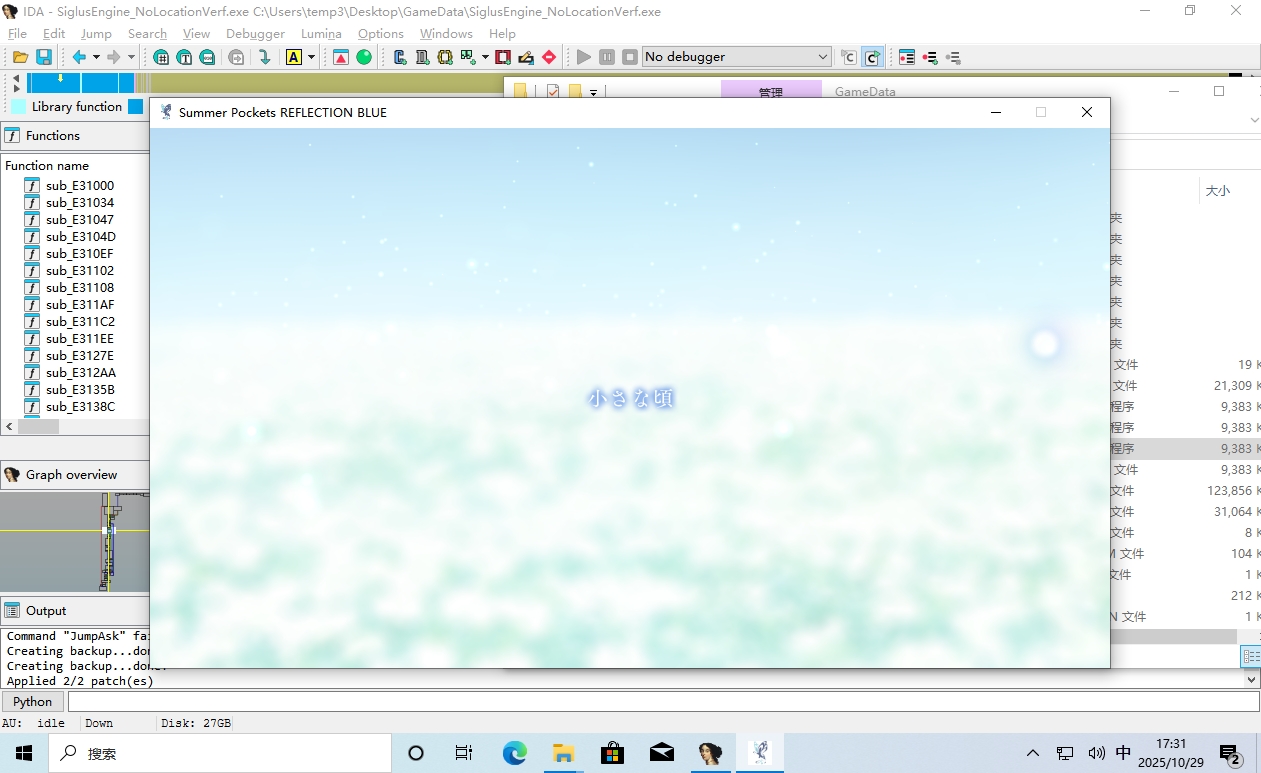 IDA - SiglusEngine_NoLocationVerf.exe C:\Users\temp3\Desktop\GameData\SiglusEngine_NoLocationVerf.exe
File Edit Jump Search View Debugger Lumina Options Windows Help
No debugger
Library function
管理
GameData
Functions
Summer Pockets REFLECTION BLUE
Function name
大小
sub_E31000
sub_E31034
sub_E31047
sub_E3104D
sub_E310EF
sub_E31102
sub_E31108
sub_E311AF
sub_E311C2
sub_E311EE
sub_E3127E
sub_E312AA
sub_E3135B
sub_E3138C
小さな頃
夹
夹
夹
夹
夹
夹
夹
文件 19 K
文件 21,309 K
程序 9,383 K
程序 9,383 K
程序 9,383 K
文件 9,383 K
文件 123,856 K
文件 31,064 K
文件 8 K
文件 104 K
文件 1 K
212 K
N 文件 1 K
Graph overview
Output
Command "JumpAsk" fai
Creating backup...don
Creating backup...done.
Applied 2/2 patch(es)
Python
AU: idle Down Disk: 27GB
搜索
中
17:31
2025/10/29
2